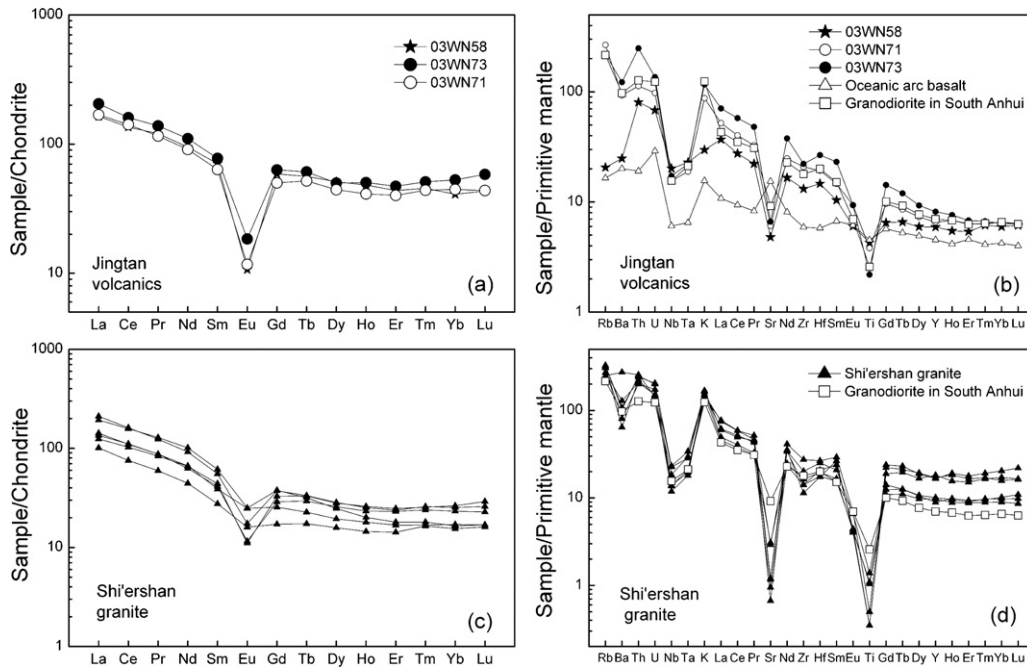 1000
100
10
Sample/Chondrite
03WN58
03WN73
03WN71
Jingtan
volcanics
(a)
La Ce Pr Nd Sm Eu Gd Tb Dy Ho Er Tm Yb Lu
100
10
1
Sample/Primitive mantle
03WN58
03WN71
03WN73
Oceanic arc basalt
Granodiorite in South Anhui
Jingtan
volcanics
(b)
Rb Ba Th U Nb Ta K La Ce Pr Sr Nd Zr Hf Sm Eu Ti Gd Tb Dy Y Ho Er Tm Yb Lu
1000
100
10
1
Sample/Chondrite
Shi'ershan
granite
(c)
La Ce Pr Nd Sm Eu Gd Tb Dy Ho Er Tm Yb Lu
100
10
1
Sample/Primitive mantle
Shi'ershan granite
Granodiorite in South Anhui
Shi'ershan
granite
(d)
Rb Ba Th U Nb Ta K La Ce Pr Sr Nd Zr Hf Sm Eu Ti Gd Tb Dy Y Ho Er Tm Yb Lu